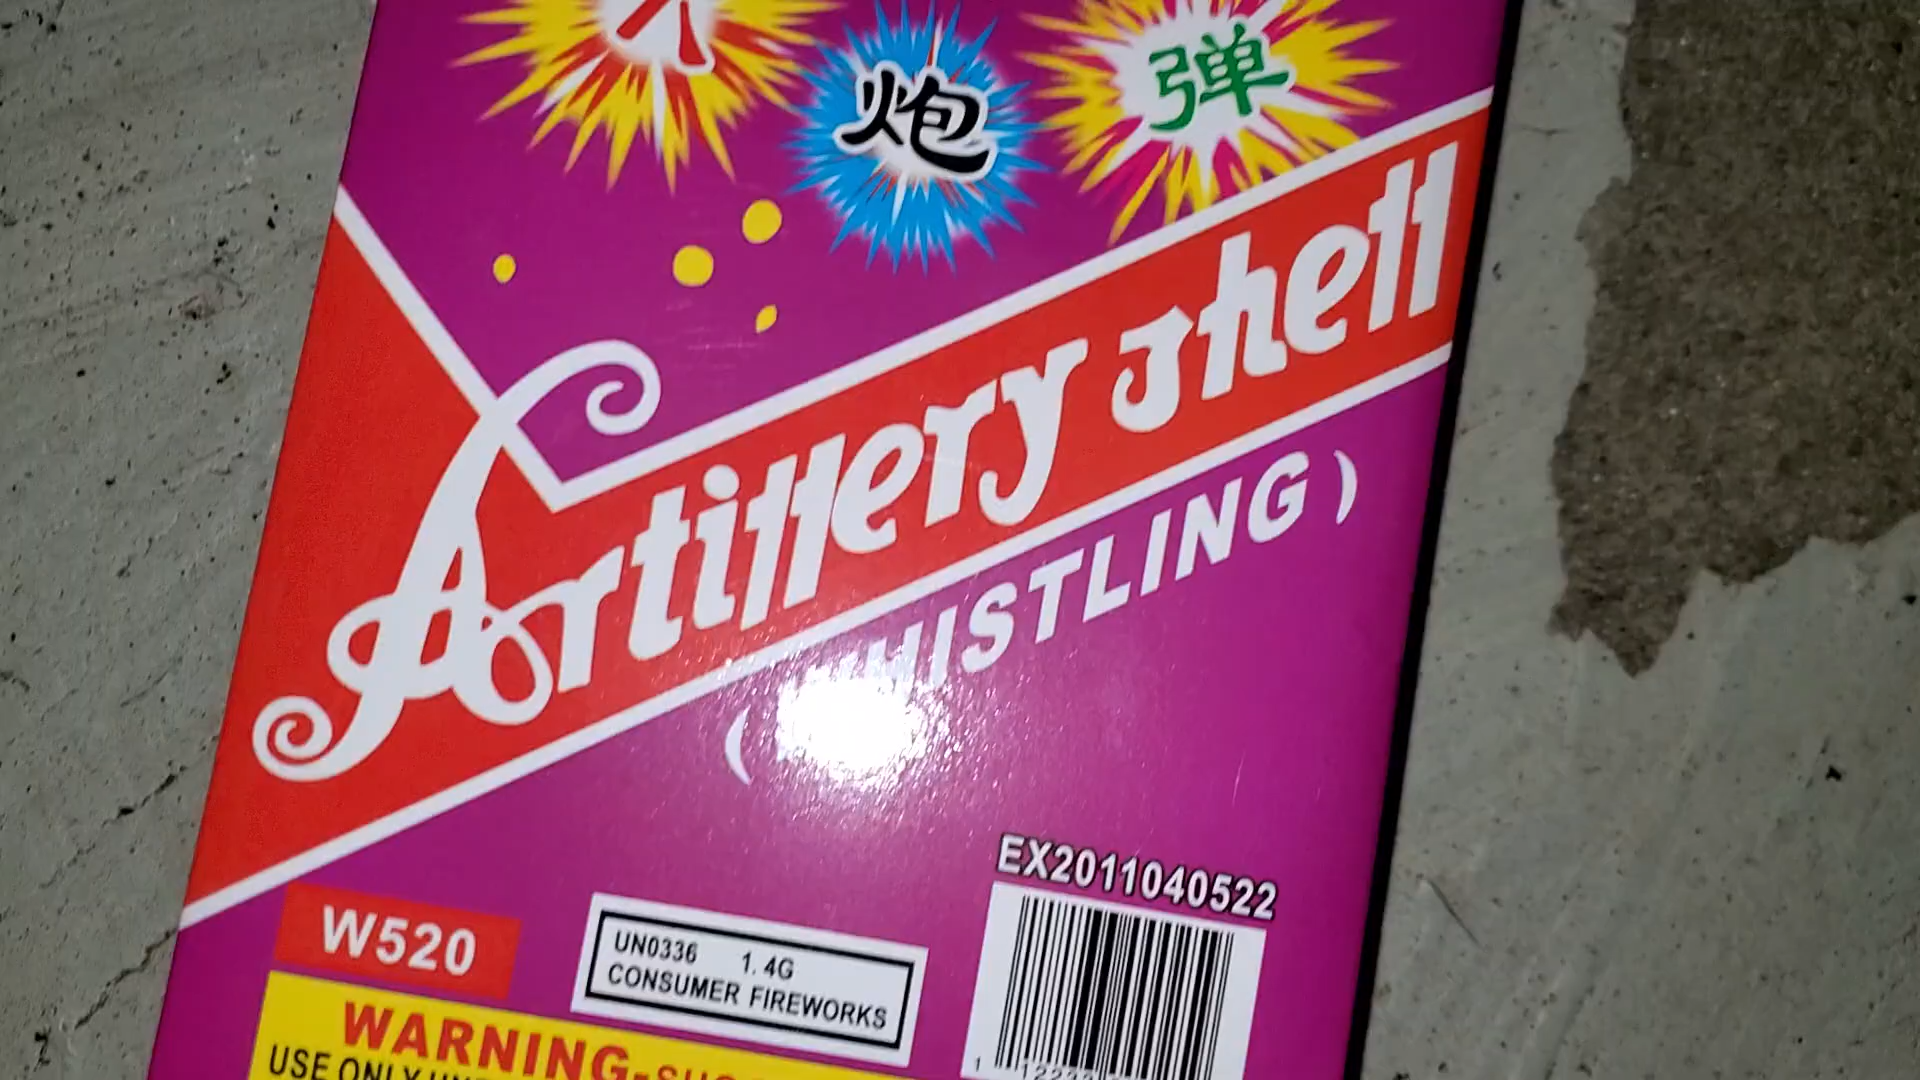 炮 弹
Artillery shell
(WHISTLING)
EX2011040522
W520
UN0336 1.4G
CONSUMER FIREWORKS
WARNING-
USE ONLY